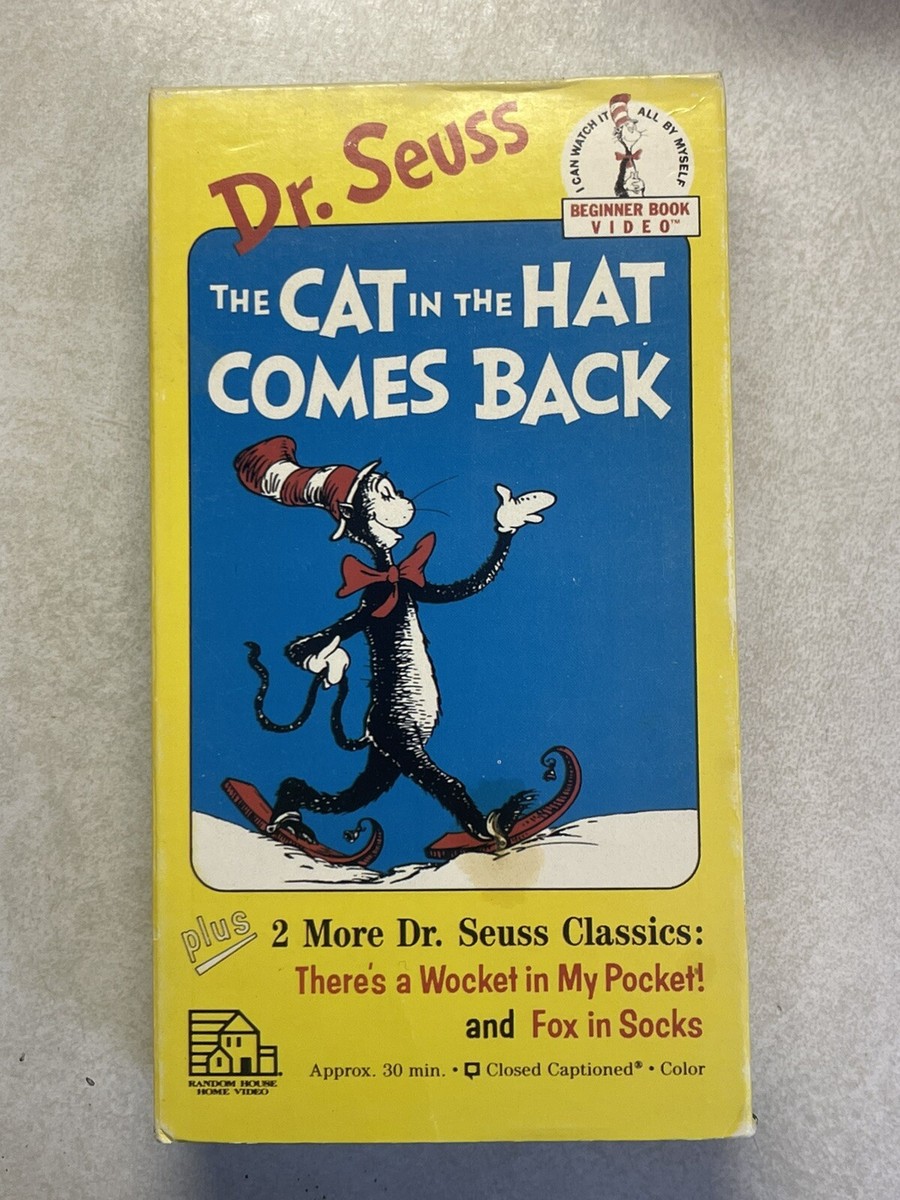 Dr. Seuss
I CAN WATCH IT ALL BY MYSELF
BEGINNER BOOK
VIDEO™
THE CAT IN THE HAT
COMES BACK
plus
2 More Dr. Seuss Classics:
There's a Wocket in My Pocket!
and Fox in Socks
RANDOM HOUSE
HOME VIDEO
Approx. 30 min. • Closed Captioned® • Color